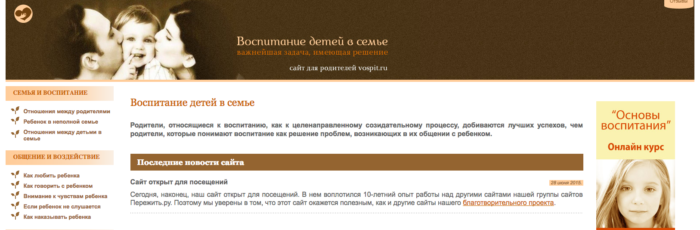 Отзывы
Воспитание детей в семье
важнейшая задача, имеющая решение
сайт для родителей vospit.ru
СЕМЬЯ И ВОСПИТАНИЕ
Отношения между родителями
Ребенок в неполной семье
Отношения между детьми в
семье
ОБЩЕНИЕ И ВОЗДЕЙСТВИЕ
Как любить ребенка
Как говорить с ребенком
Внимание к чувствам ребенка
Если ребенок не слушается
Как наказывать ребенка
Воспитание детей в семье
Родители, относящиеся к воспитанию, как к целенаправленному созидательному процессу, добиваются лучших успехов, чем
родители, которые понимают воспитание как решение проблем, возникающих в их общении с ребенком.
Последние новости сайта
Сайт открыт для посещений
Сегодня, наконец, наш сайт открыт для посещений. В нем воплотился 10-летний опыт работы над другими сайтами нашей группы сайтов
Пережить.ру. Поэтому мы уверены в том, что этот сайт окажется полезным, как и другие сайты нашего благотворительного проекта.
"Основы
воспитания"
Онлайн курс